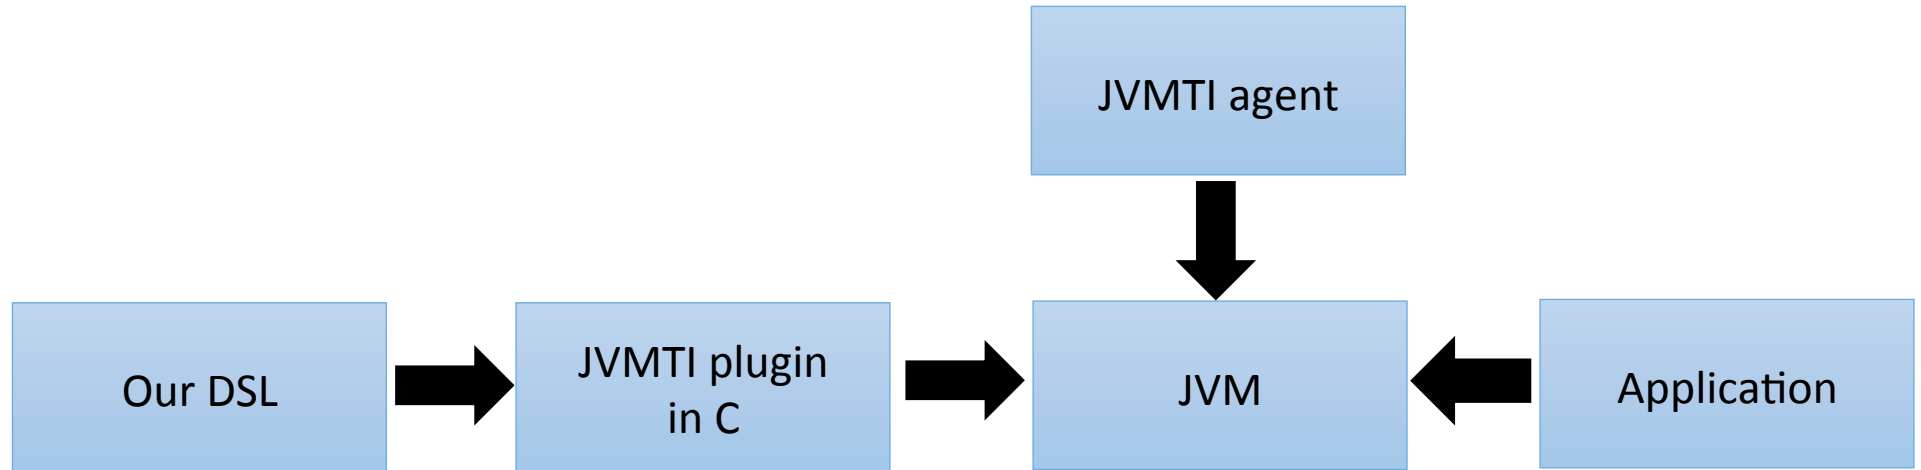 JVMTI agent
Our DSL
JVMTI plugin
in C
JVM
Application